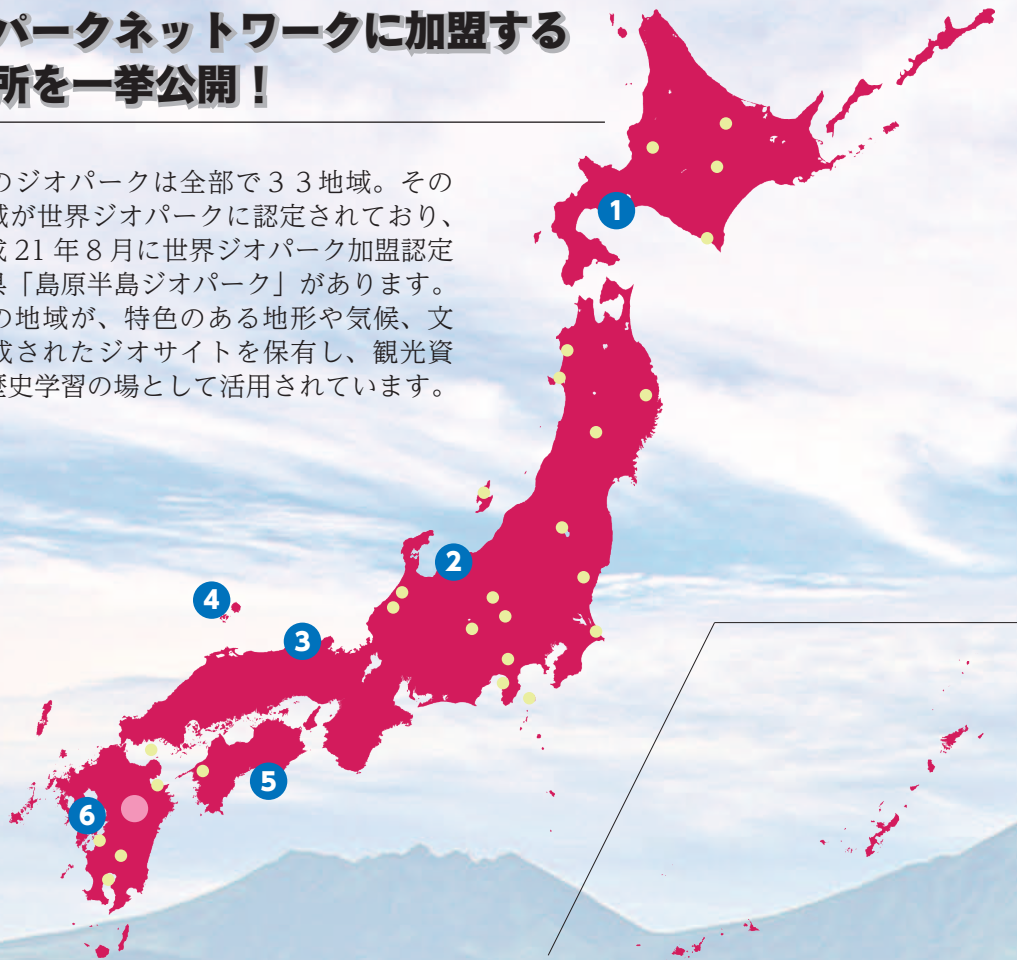 パークネットワークに加盟する
所を一挙公開！
のジオパークは全部で３３地域。その
域が世界ジオパークに認定されており、
成 21 年８月に世界ジオパーク加盟認定
県「島原半島ジオパーク」があります。
の地域が、特色のある地形や気候、文
成されたジオサイトを保有し、観光資
歴史学習の場として活用されています。
1
2
4
3
5
6